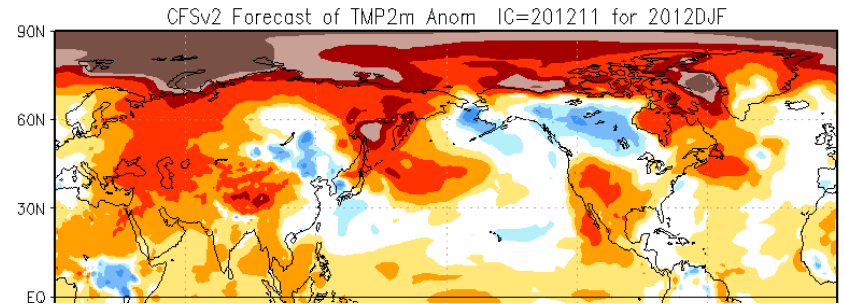 CFSv2 Forecast of TMP2m Anom IC=201211 for 2012DJF
90N
60N
30N
EQ